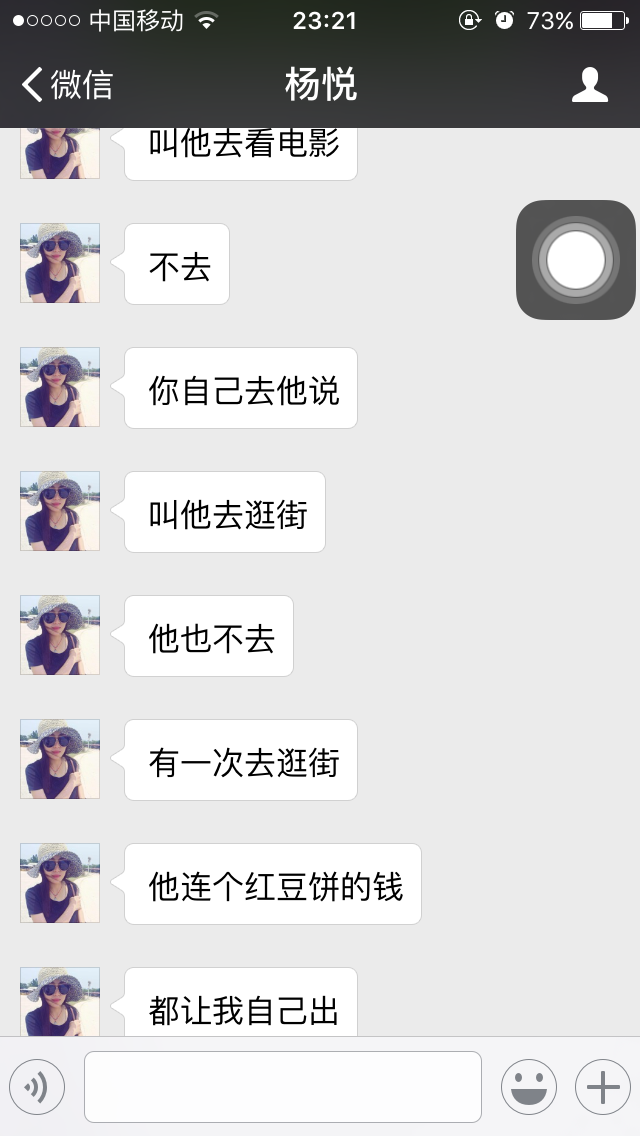 中国移动 23:21 73%
微信 杨悦
叫他去看电影
不去
你自己去他说
叫他去逛街
他也不去
有一次去逛街
他连个红豆饼的钱
都让我自己出